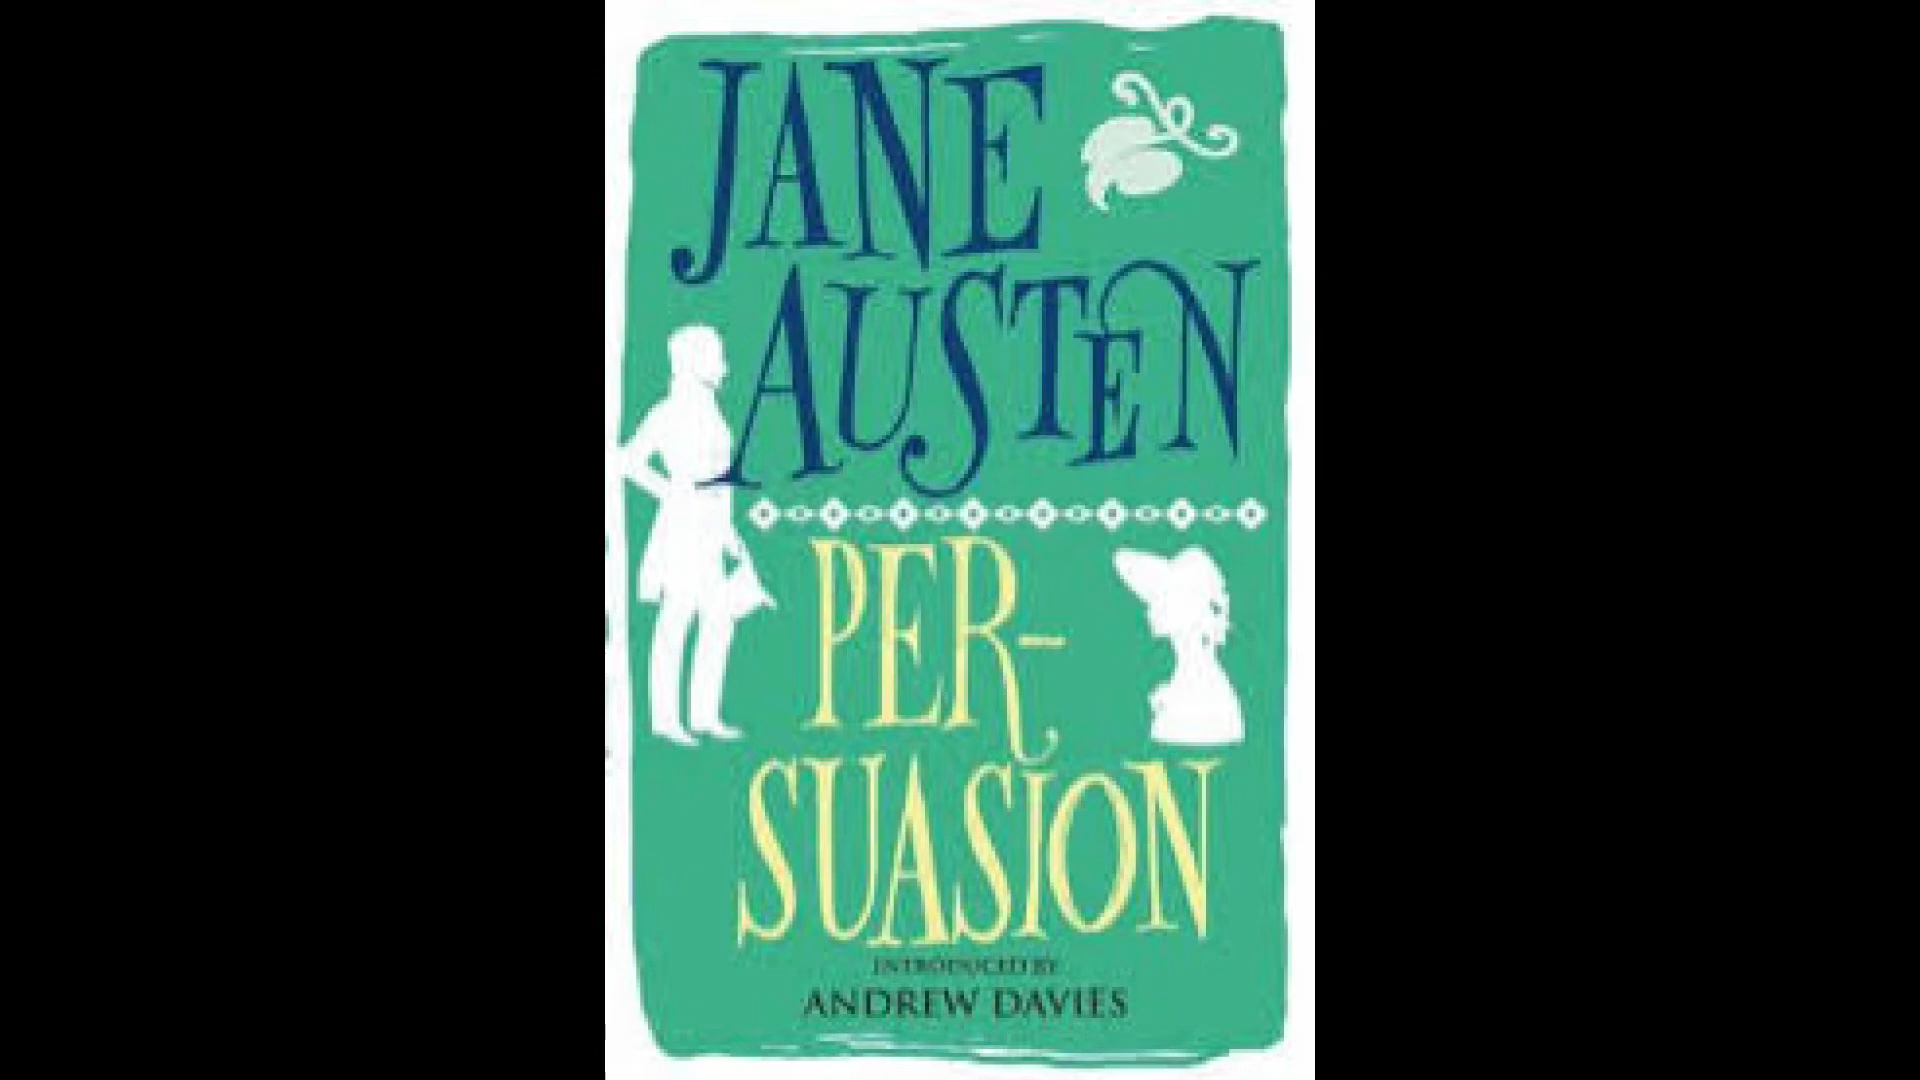 JANE
AUSTEN
PER-
SUASION
INTRODUCED BY
ANDREW DAVIES